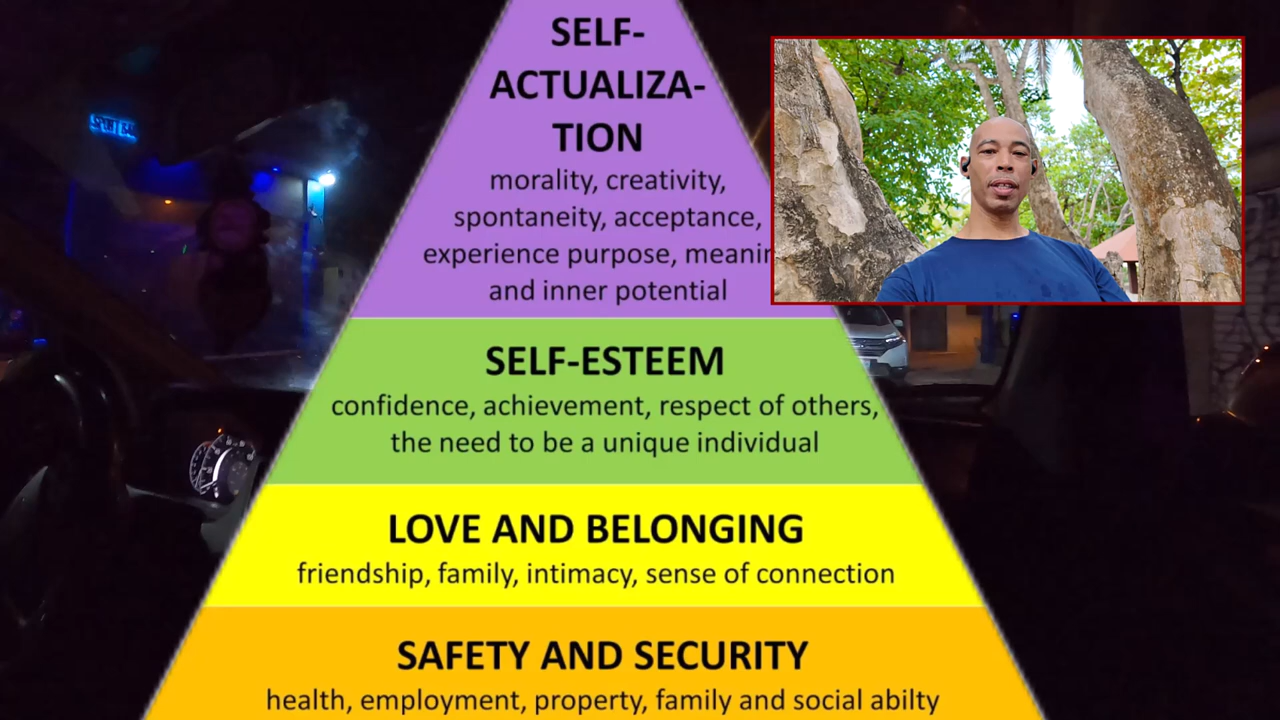 SELF-
ACTUALIZA-
TION
morality, creativity,
spontaneity, acceptance,
experience purpose,
and inner potential
SELF-ESTEEM
confidence, achievement, respect of others,
the need to be a unique individual
LOVE AND BELONGING
friendship, family, intimacy, sense of connection
SAFETY AND SECURITY
health, employment, property, family and social abilty